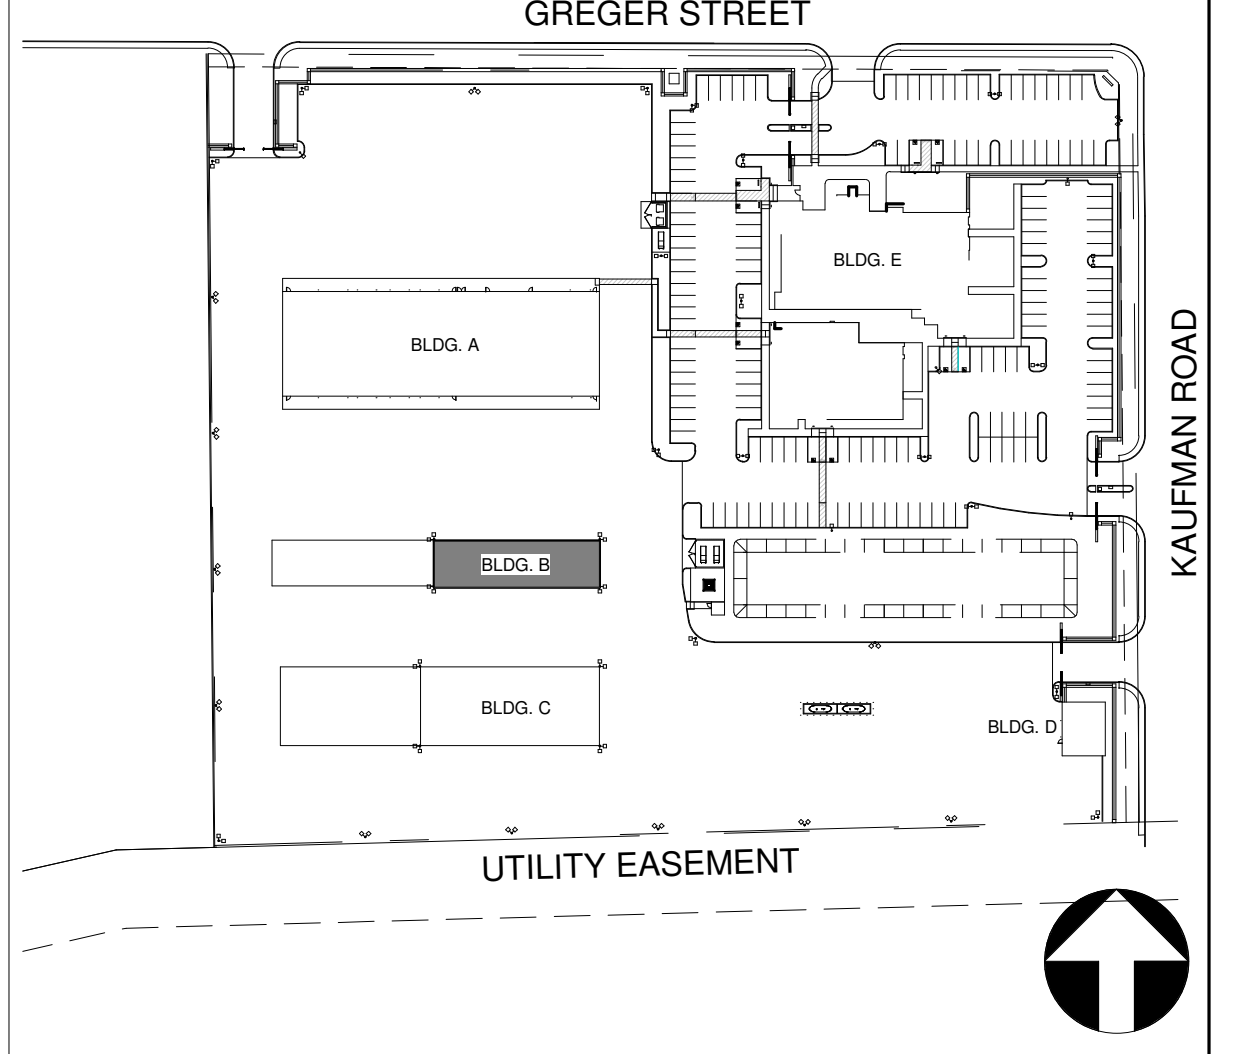 GREGER STREET
BLDG. E
BLDG. A
KAUFMAN ROAD
BLDG. B
BLDG. C
BLDG. D
UTILITY EASEMENT